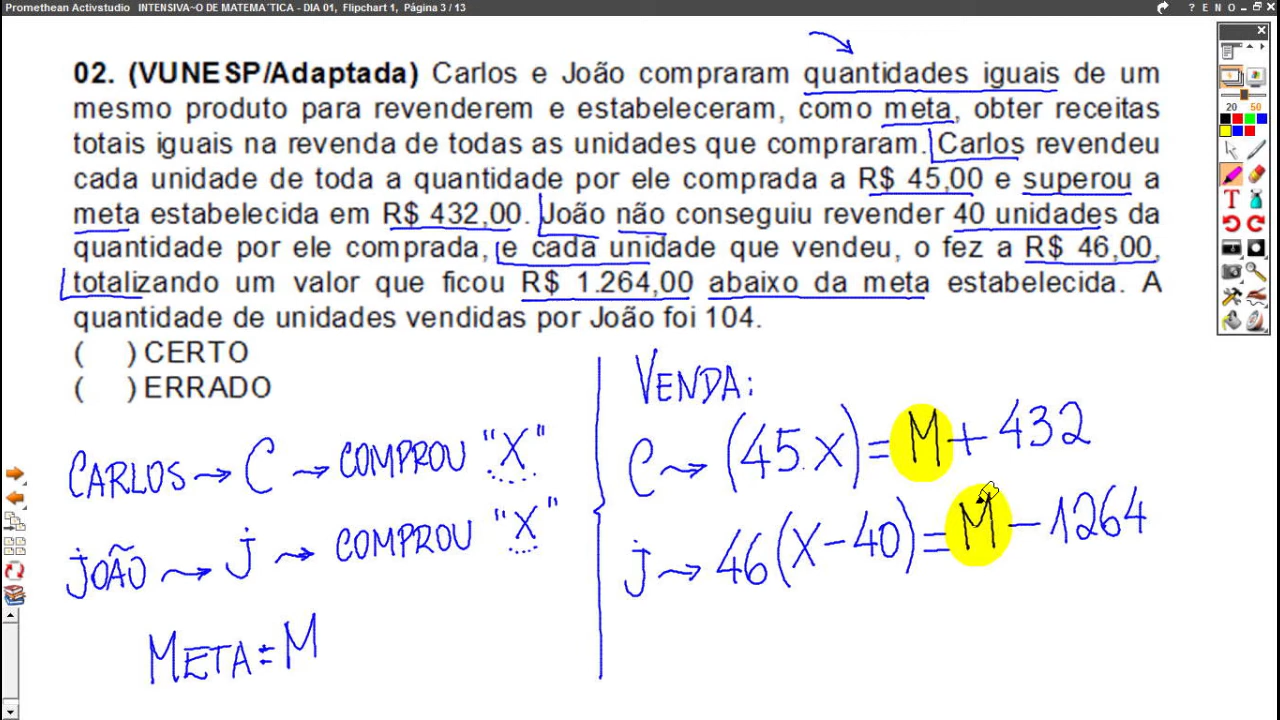 Promethean Activstudio INTENSIVA~O DE MATEMA´TICA - DIA 01, Flipchart 1, Página 3 / 13
? E N O
02. (VUNESP/Adaptada) Carlos e João compraram quantidades iguais de um
mesmo produto para revenderem e estabeleceram, como meta, obter receitas
totais iguais na revenda de todas as unidades que compraram. Carlos revendeu
cada unidade de toda a quantidade por ele comprada a R$ 45,00 e superou a
meta estabelecida em R$ 432,00. João não conseguiu revender 40 unidades da
quantidade por ele comprada, e cada unidade que vendeu, o fez a R$ 46,00,
totalizando um valor que ficou R$ 1.264,00 abaixo da meta estabelecida. A
quantidade de unidades vendidas por João foi 104.
( ) CERTO
( ) ERRADO
CARLOS → C → COMPROU "X"
JOÃO → j → COMPROU "X"
META = M
VENDA:
C → (45.X) = M + 432
j → 46(X - 40) = M - 1264
20 50
T